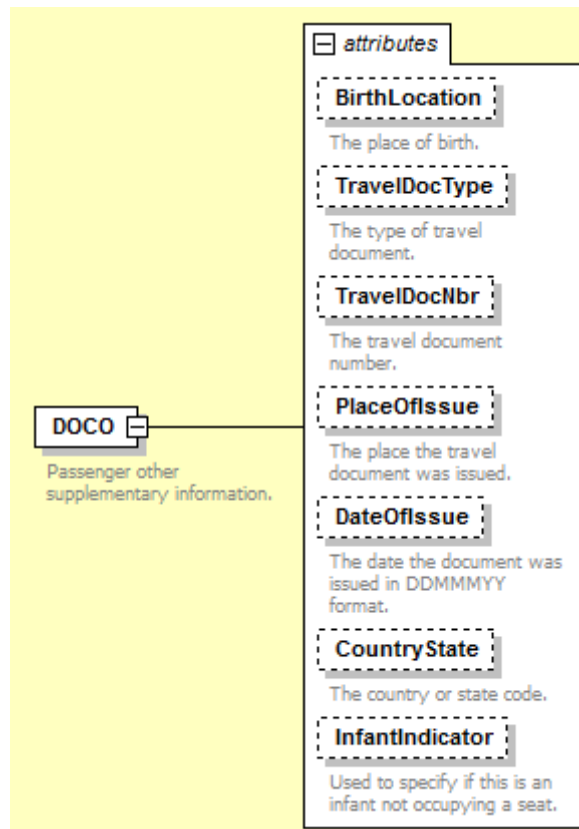 attributes
BirthLocation
The place of birth.
TravelDocType
The type of travel
document.
TravelDocNbr
The travel document
number.
PlaceOfIssue
The place the travel
document was issued.
DateOfIssue
The date the document was
issued in DDMMMYY
format.
CountryState
The country or state code.
InfantIndicator
Used to specify if this is an
infant not occupying a seat.
DOCO
Passenger other
supplementary information.